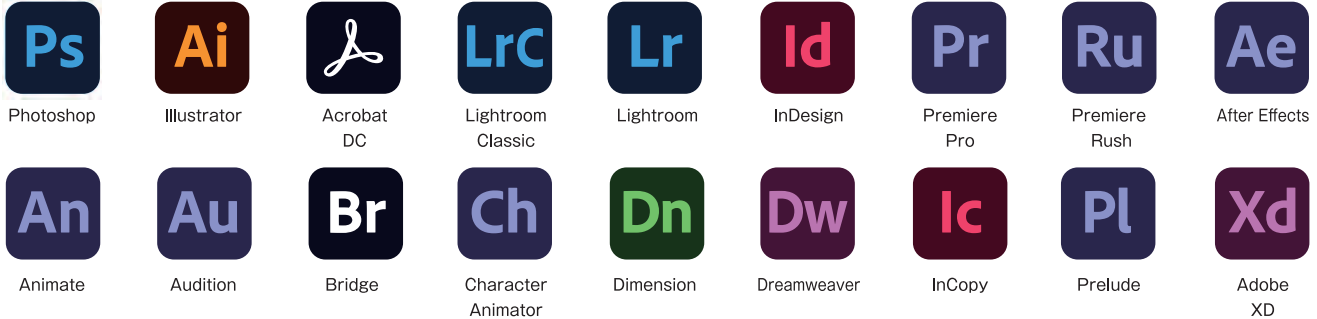 Ps Ai LrC Lr Id Pr Ru Ae
Photoshop Illustrator Acrobat Lightroom Lightroom InDesign Premiere Premiere After Effects
DC Classic Pro Rush
An Au Br Ch Dn Dw Ic Pl Xd
Animate Audition Bridge Character Dimension Dreamweaver InCopy Prelude Adobe
Animator XD